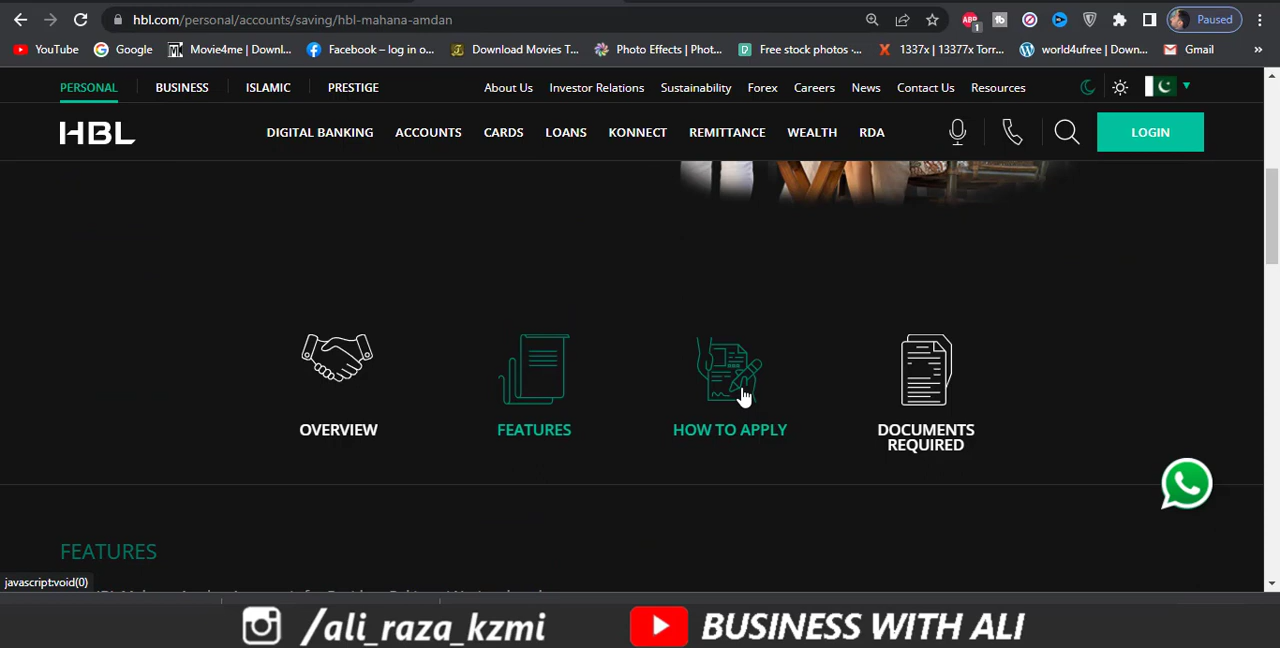 hbl.com/personal/accounts/saving/hbl-mahana-amdan
ABP
1
tb
Paused
YouTube
Google
Movie4me | Downl...
Facebook – log in o...
Download Movies T...
Photo Effects | Phot...
Free stock photos ·...
1337x | 13377x Torr...
world4ufree | Down...
Gmail
»
PERSONAL
BUSINESS
ISLAMIC
PRESTIGE
About Us
Investor Relations
Sustainability
Forex
Careers
News
Contact Us
Resources
HBL
DIGITAL BANKING
ACCOUNTS
CARDS
LOANS
KONNECT
REMITTANCE
WEALTH
RDA
LOGIN
OVERVIEW
FEATURES
HOW TO APPLY
DOCUMENTS
REQUIRED
FEATURES
javascript:void(0)
/ali_raza_kzmi
BUSINESS WITH ALI